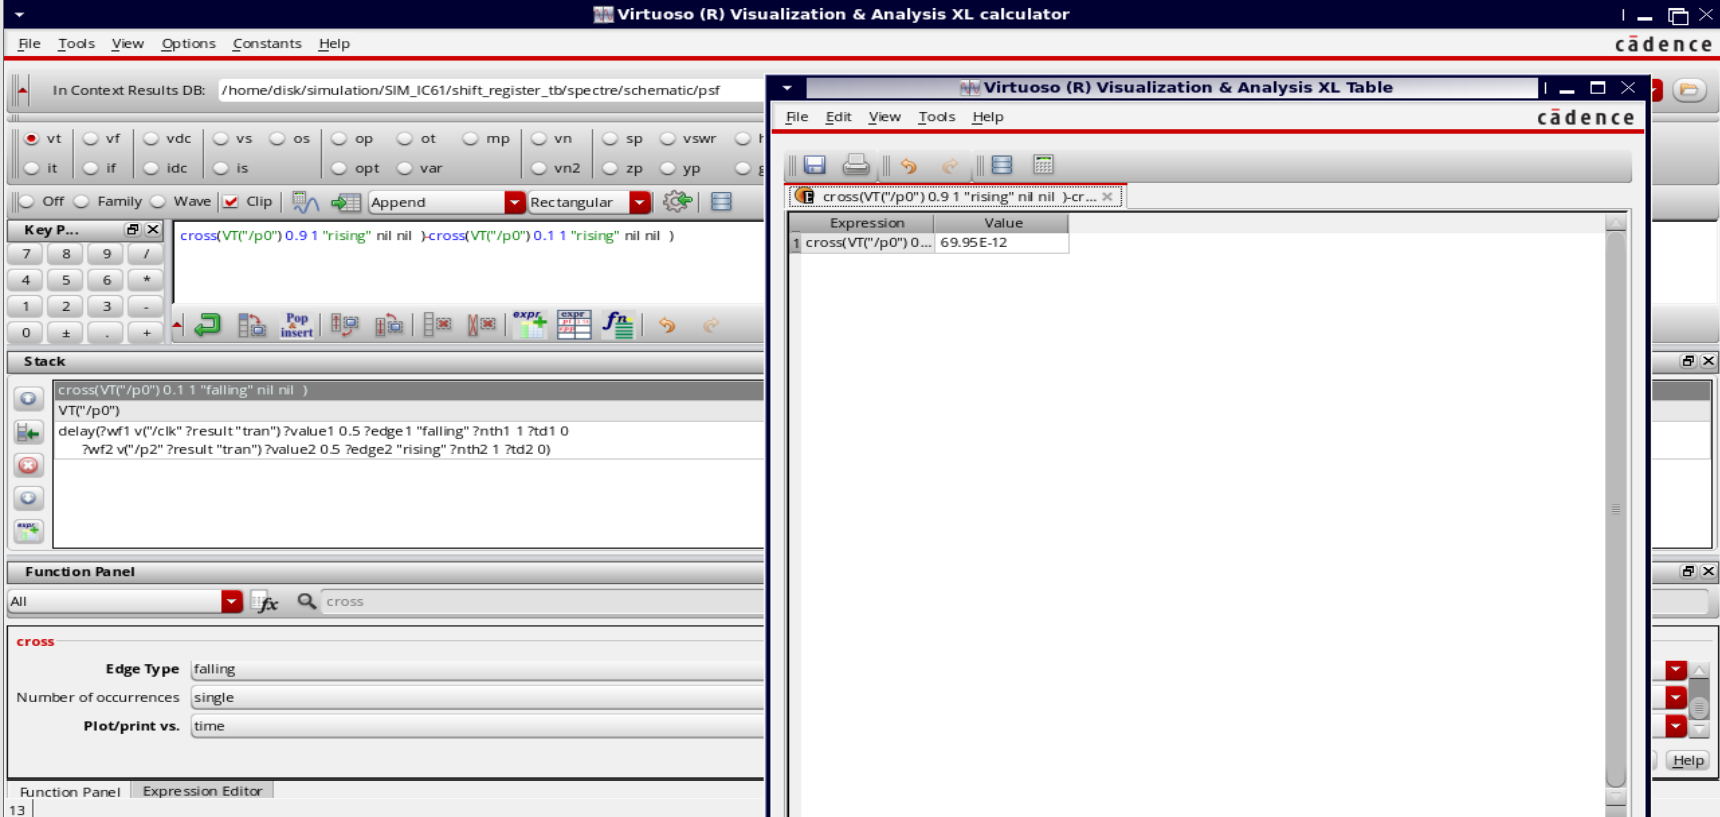 Virtuoso (R) Visualization & Analysis XL calculator
File Tools View Options Constants Help
cādence
In Context Results DB: /home/disk/simulation/SIM_IC61/shift_register_tb/spectre/schematic/psf
vt vf vdc vs os op ot mp vn sp vswr
it if idc is opt var vn2 zp yp
Off Family Wave Clip Append Rectangular
Key P...
7 8 9 /
4 5 6 *
1 2 3 -
0 ± . +
cross(VT("/p0") 0.9 1 "rising" nil nil )-cross(VT("/p0") 0.1 1 "rising" nil nil )
Pop & insert
expr
expr
fn
Stack
cross(VT("/p0") 0.1 1 "falling" nil nil )
VT("/p0")
delay(?wf1 v("/clk" ?result "tran") ?value1 0.5 ?edge1 "falling" ?nth1 1 ?td1 0
?wf2 v("/p2" ?result "tran") ?value2 0.5 ?edge2 "rising" ?nth2 1 ?td2 0)
expr
Function Panel
All fx cross
cross
Edge Type falling
Number of occurrences single
Plot/print vs. time
Help
Function Panel Expression Editor
13
Virtuoso (R) Visualization & Analysis XL Table
File Edit View Tools Help
cādence
cross(VT("/p0") 0.9 1 "rising" nil nil )-cr...
Expression Value
1 cross(VT("/p0") 0... 69.95E-12